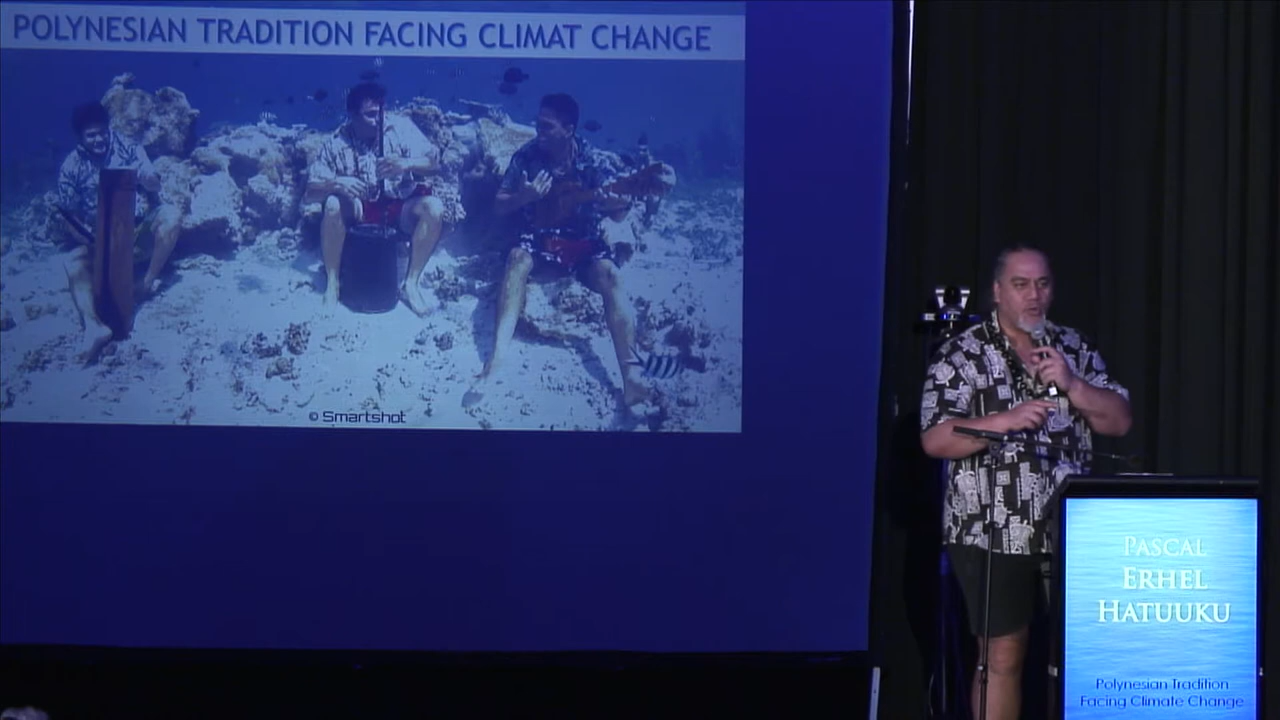 POLYNESIAN TRADITION FACING CLIMAT CHANGE
© Smartshot
PASCAL
ERHEL
HATUUKU
Polynesian Tradition
Facing Climate Change